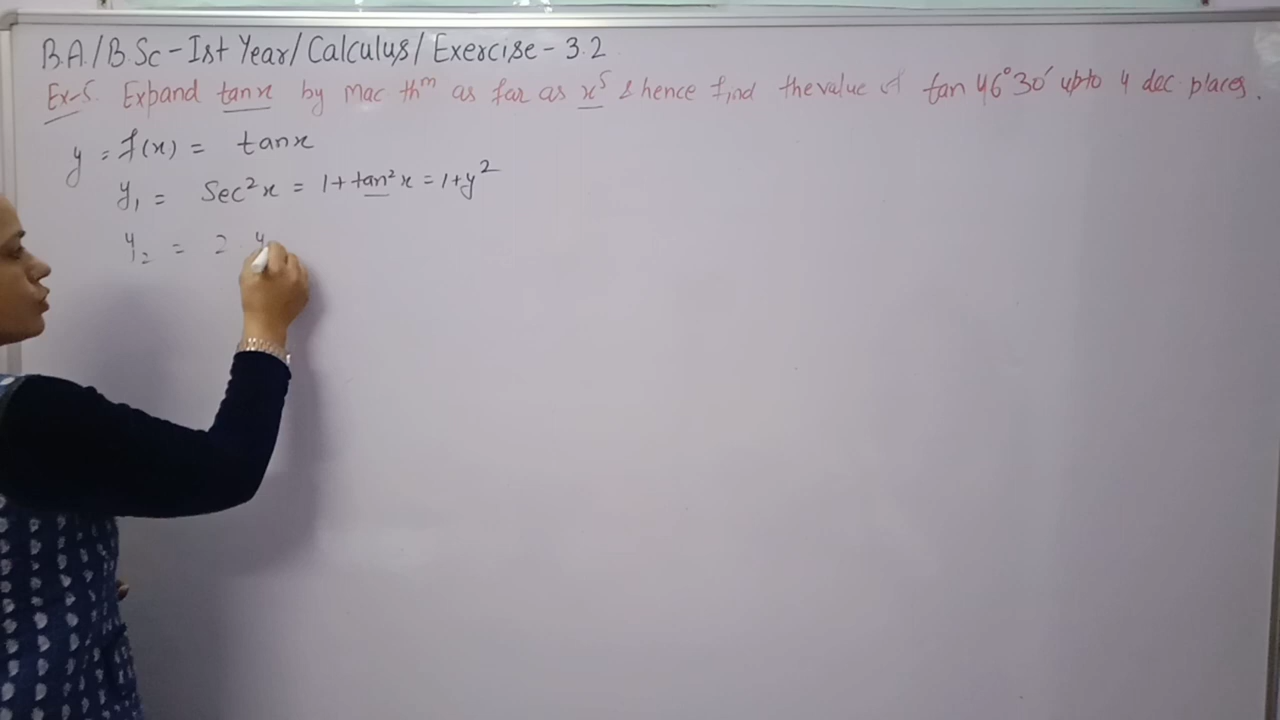 B.A./B.Sc-Ist Year/Calculus/Exercise-3.2
Ex-5. Expand tanx by Mac thm as far as x⁵ & hence find the value of tan 46°30′ upto 4 dec. places.
y = f(x) = tanx
y₁ = Sec²x = 1+tan²x = 1+y²
y₂ = 2 y